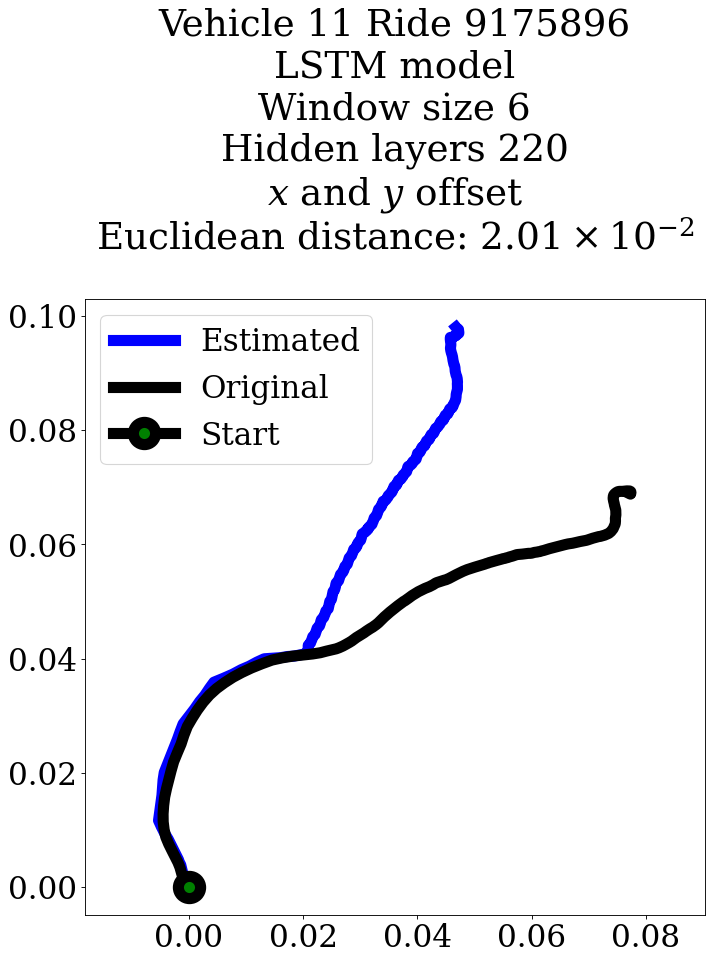 Vehicle 11 Ride 9175896
LSTM model
Window size 6
Hidden layers 220
x and y offset
Euclidean distance: 2.01 × 10⁻²
Estimated
Original
Start
0.10
0.08
0.06
0.04
0.02
0.00
0.00 0.02 0.04 0.06 0.08